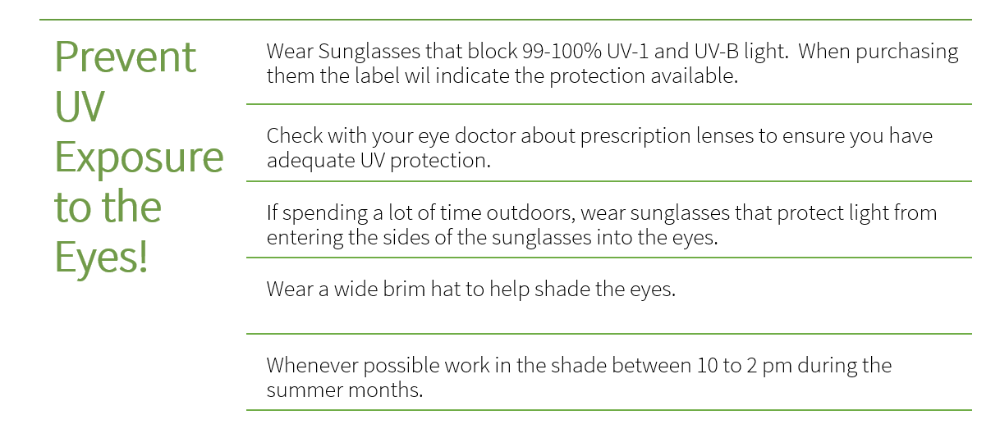 Prevent
UV
Exposure
to the
Eyes!
Wear Sunglasses that block 99-100% UV-1 and UV-B light.  When purchasing
them the label wil indicate the protection available.
Check with your eye doctor about prescription lenses to ensure you have
adequate UV protection.
If spending a lot of time outdoors, wear sunglasses that protect light from
entering the sides of the sunglasses into the eyes.
Wear a wide brim hat to help shade the eyes.
Whenever possible work in the shade between 10 to 2 pm during the
summer months.